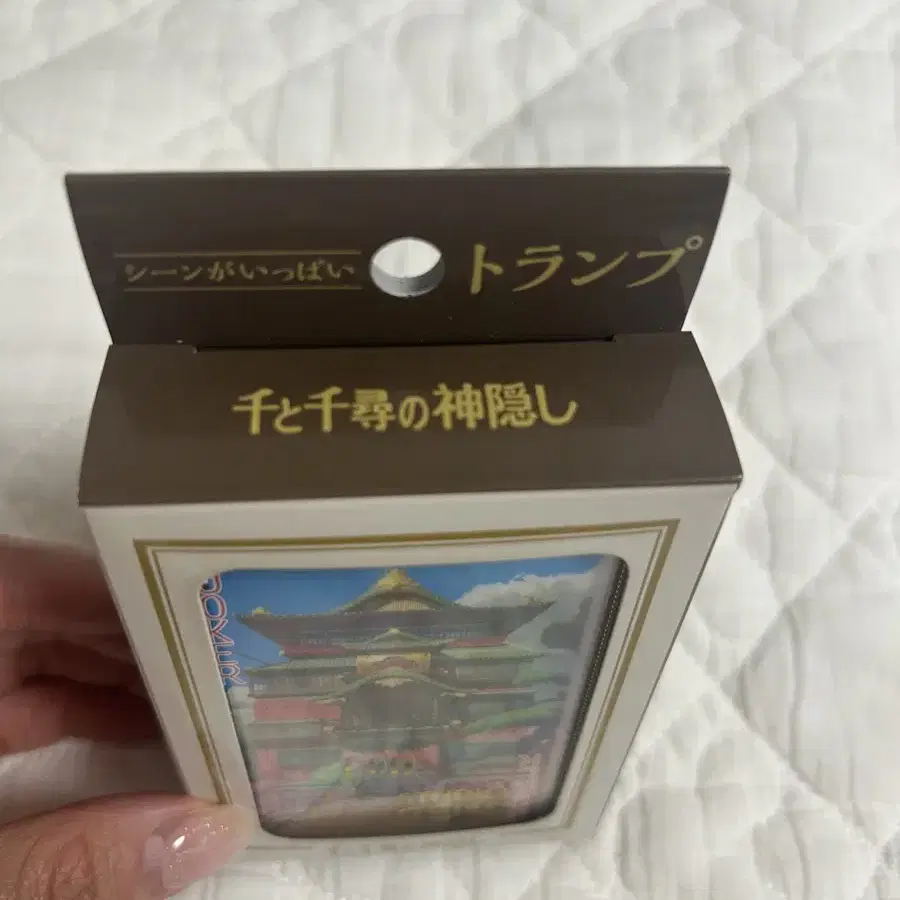 シーンがいっぱい
トランプ
千と千尋の神隠し